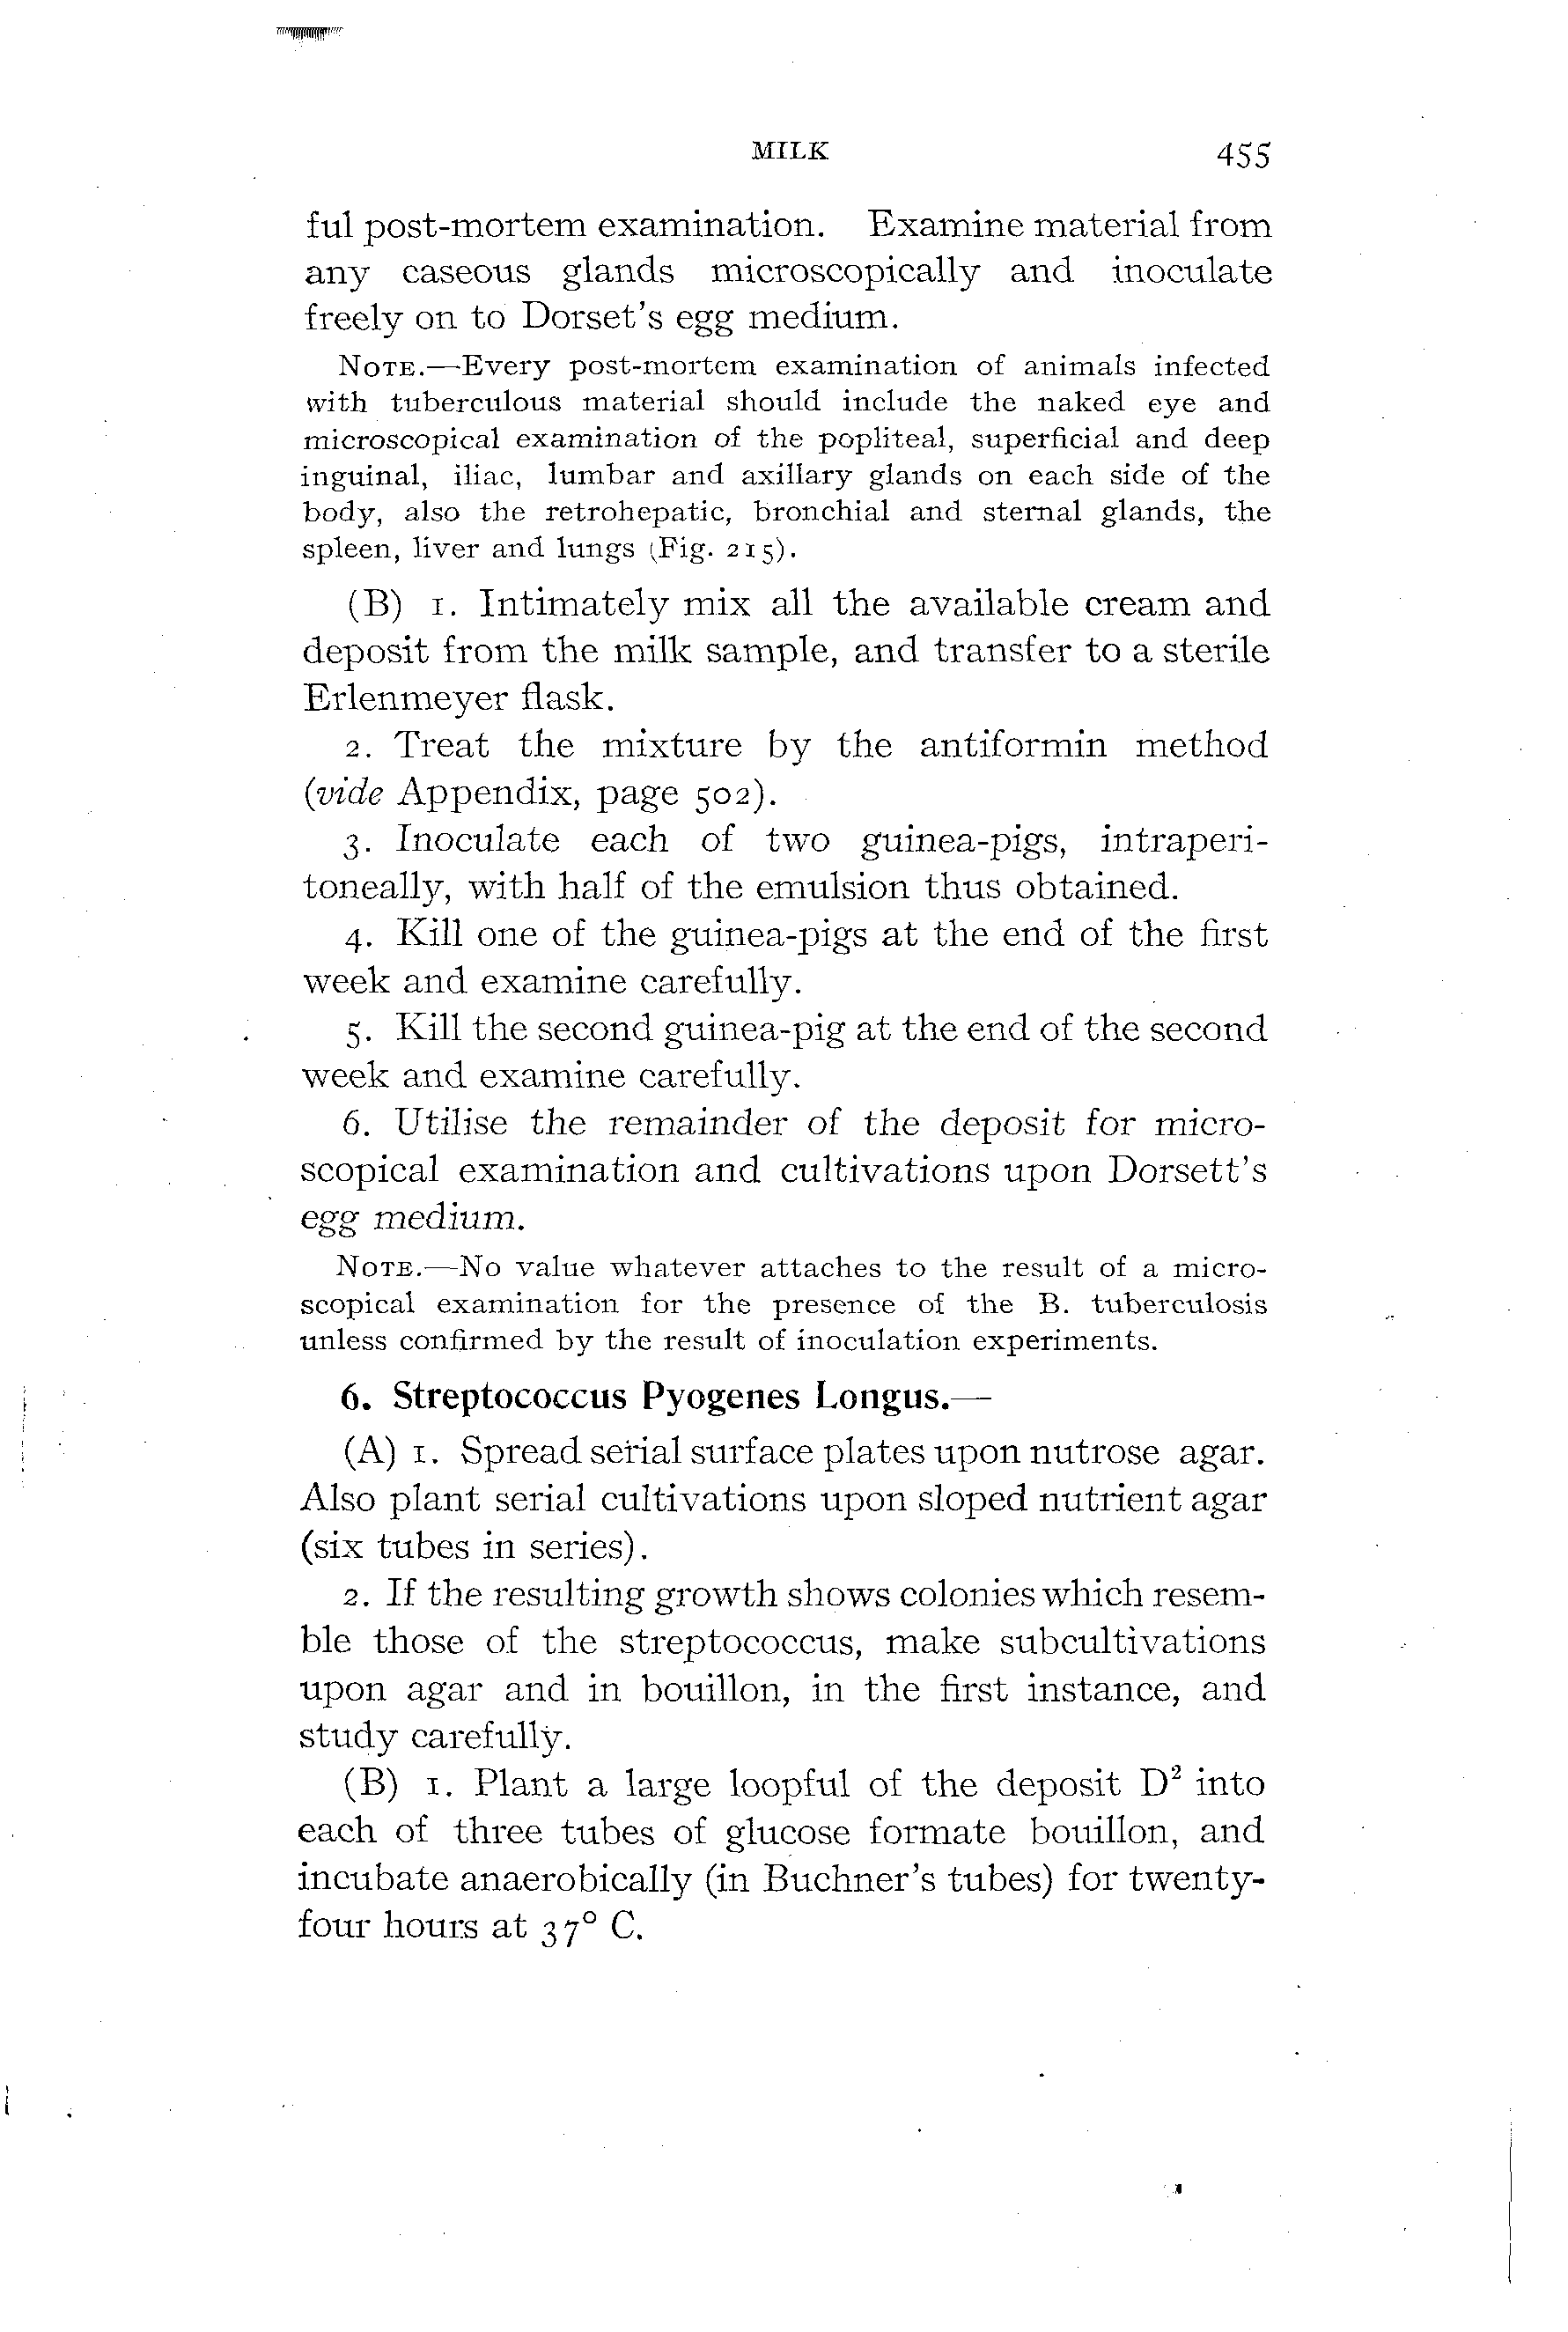 MILK 455
ful post-mortem examination. Examine material from
any caseous glands microscopically and inoculate
freely on to Dorset's egg medium.
NOTE.—Every post-mortem examination of animals infected
with tuberculous material should include the naked eye and
microscopical examination of the popliteal, superficial and deep
inguinal, iliac, lumbar and axillary glands on each side of the
body, also the retrohepatic, bronchial and sternal glands, the
spleen, liver and lungs (Fig. 215).
(B) 1. Intimately mix all the available cream and
deposit from the milk sample, and transfer to a sterile
Erlenmeyer flask.
2. Treat the mixture by the antiformin method
(vide Appendix, page 502).
3. Inoculate each of two guinea-pigs, intraperi-
toneally, with half of the emulsion thus obtained.
4. Kill one of the guinea-pigs at the end of the first
week and examine carefully.
5. Kill the second guinea-pig at the end of the second
week and examine carefully.
6. Utilise the remainder of the deposit for micro-
scopical examination and cultivations upon Dorsett's
egg medium.
NOTE.—No value whatever attaches to the result of a micro-
scopical examination for the presence of the B. tuberculosis
unless confirmed by the result of inoculation experiments.
6. Streptococcus Pyogenes Longus.—
(A) 1. Spread serial surface plates upon nutrose agar.
Also plant serial cultivations upon sloped nutrient agar
(six tubes in series).
2. If the resulting growth shows colonies which resem-
ble those of the streptococcus, make subcultivations
upon agar and in bouillon, in the first instance, and
study carefully.
(B) 1. Plant a large loopful of the deposit D² into
each of three tubes of glucose formate bouillon, and
incubate anaerobically (in Buchner's tubes) for twenty-
four hours at 37° C.